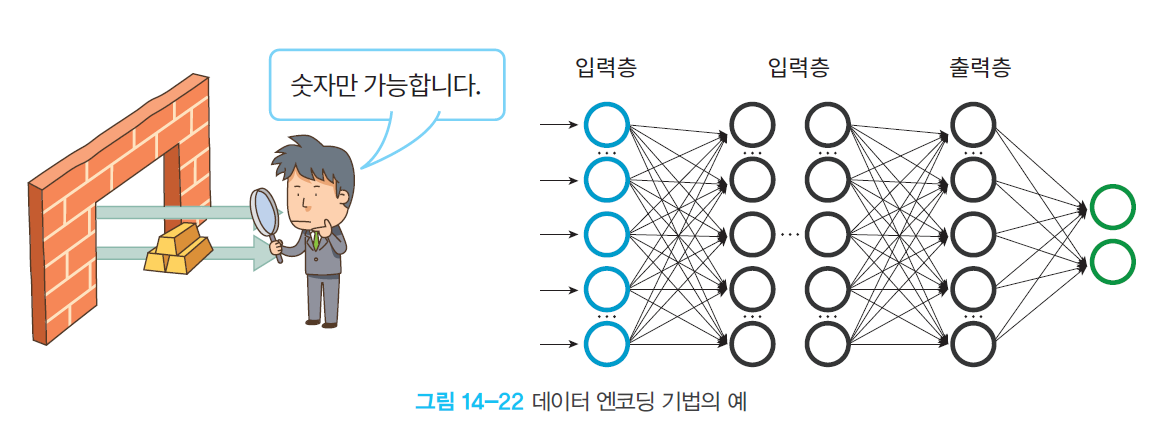 숫자만 가능합니다.
입력층 입력층 출력층
그림 14-22 데이터 엔코딩 기법의 예